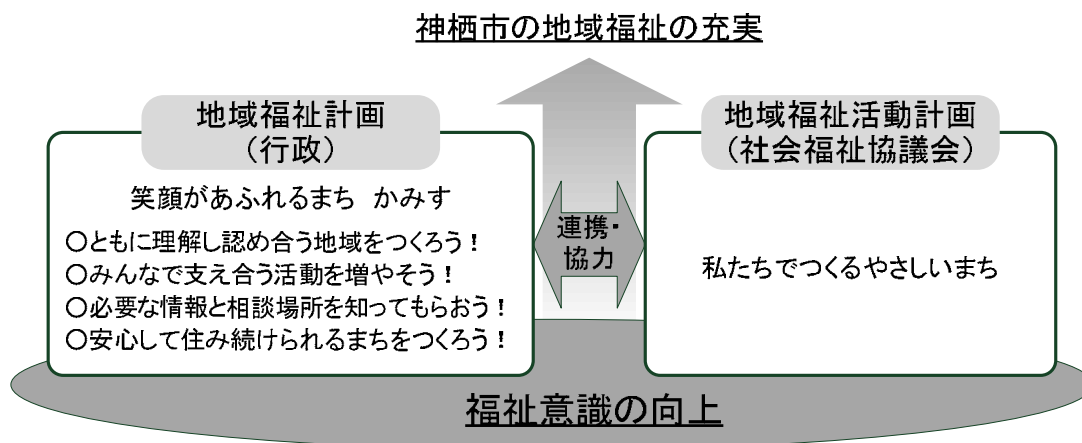 神栖市の地域福祉の充実
地域福祉計画
（行政）
笑顔があふれるまち　かみす
○ともに理解し認め合う地域をつくろう！
○みんなで支え合う活動を増やそう！
○必要な情報と相談場所を知ってもらおう！
○安心して住み続けられるまちをつくろう！
連携・
協力
地域福祉活動計画
（社会福祉協議会）
私たちでつくるやさしいまち
福祉意識の向上